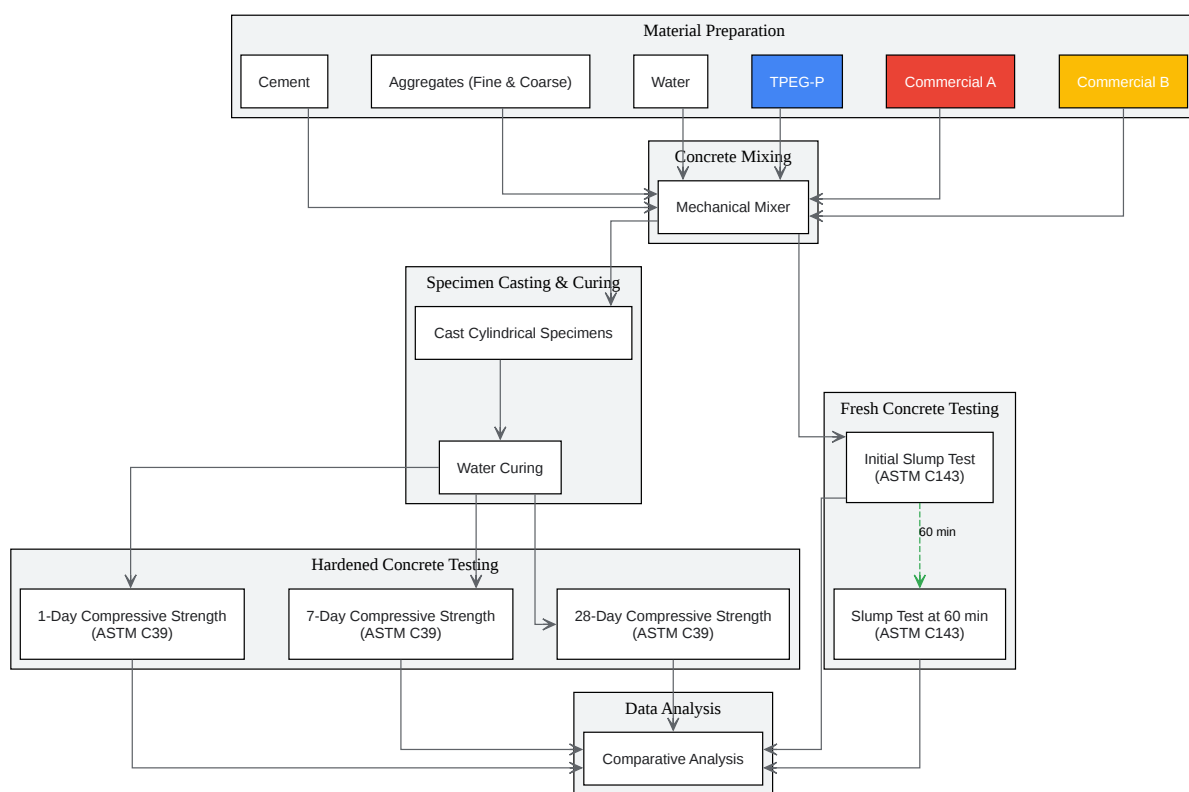 Material Preparation
Cement
Aggregates (Fine & Coarse)
Water
TPEG-P
Commercial A
Commercial B
Concrete Mixing
Mechanical Mixer
Specimen Casting & Curing
Cast Cylindrical Specimens
Water Curing
Fresh Concrete Testing
Initial Slump Test
(ASTM C143)
60 min
Slump Test at 60 min
(ASTM C143)
Hardened Concrete Testing
1-Day Compressive Strength
(ASTM C39)
7-Day Compressive Strength
(ASTM C39)
28-Day Compressive Strength
(ASTM C39)
Data Analysis
Comparative Analysis